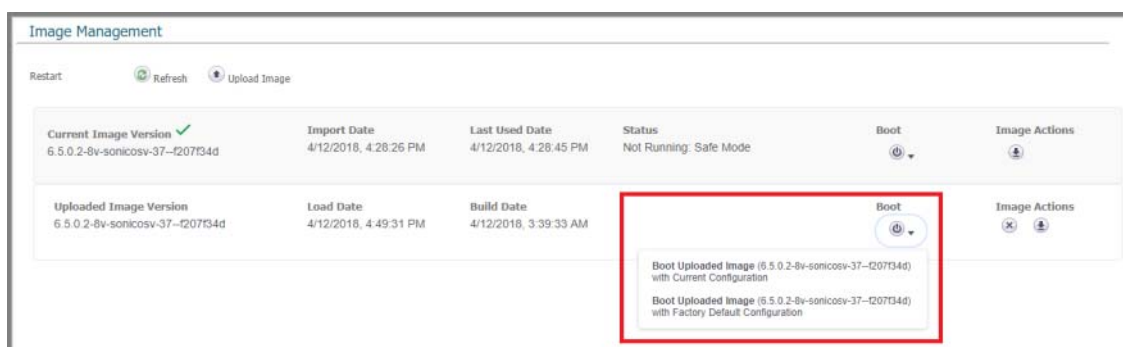 Image Management
Restart Refresh Upload Image
Current Image Version Import Date Last Used Date Status Boot Image Actions
6.5.0.2-8v-sonicosv-37--f207f34d 4/12/2018, 4:28:26 PM 4/12/2018, 4:28:45 PM Not Running: Safe Mode
Uploaded Image Version Load Date Build Date Boot Image Actions
6.5.0.2-8v-sonicosv-37--f207f34d 4/12/2018, 4:49:31 PM 4/12/2018, 3:39:33 AM
Boot Uploaded Image (6.5.0.2-8v-sonicosv-37--f207f34d)
with Current Configuration
Boot Uploaded Image (6.5.0.2-8v-sonicosv-37--f207f34d)
with Factory Default Configuration